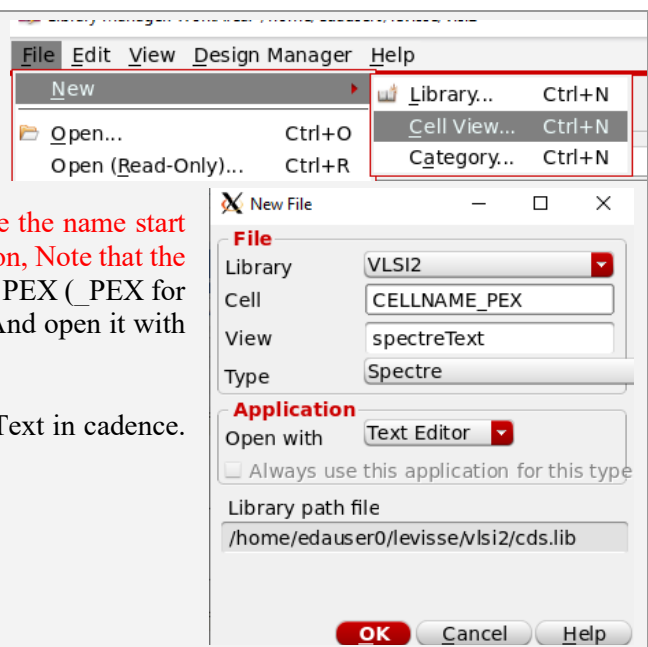 File Edit View Design Manager Help
New
Library... Ctrl+N
Open... Ctrl+O
Cell View... Ctrl+N
Open (Read-Only)... Ctrl+R
Category... Ctrl+N
the name start
Note that the
PEX (_PEX for
And open it with
Text in cadence.
New File
File
Library VLSI2
Cell CELLNAME_PEX
View spectreText
Type Spectre
Application
Open with Text Editor
Always use this application for this type
Library path file
/home/edauser0/levisse/vlsi2/cds.lib
OK Cancel Help